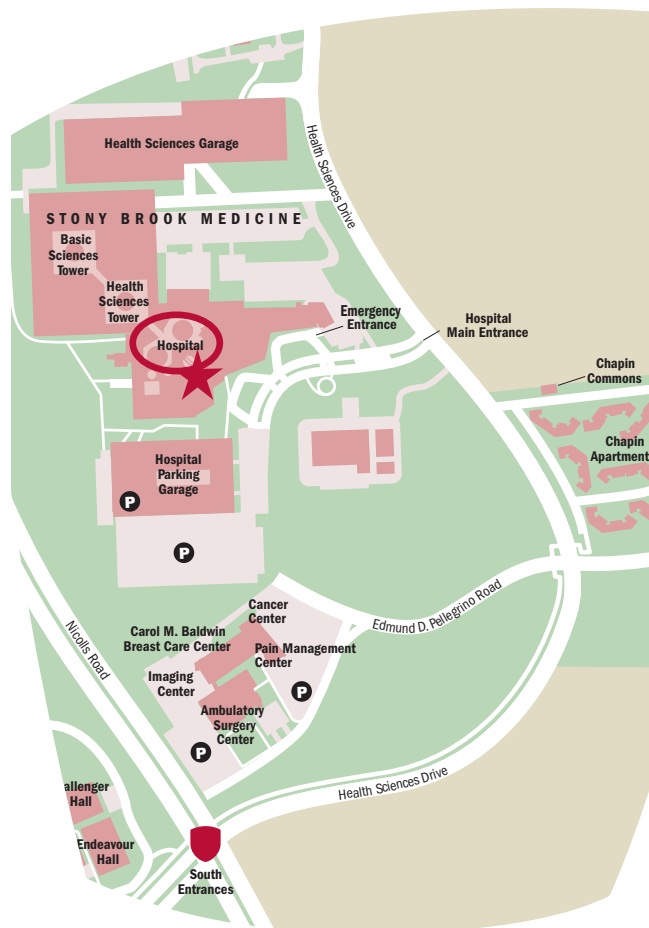 Health Sciences Garage
Health Sciences Drive
STONY BROOK MEDICINE
Basic
Sciences
Tower
Health
Sciences
Tower
Emergency
Entrance
Hospital
Main Entrance
Hospital
Chapin
Commons
Chapin
Apartment
Hospital
Parking
Garage
P
P
Edmund D. Pellegrino Road
Cancer
Center
Carol M. Baldwin
Breast Care Center
Pain Management
Center
Nicolls Road
Imaging
Center
P
Ambulatory
Surgery
Center
P
Health Sciences Drive
allenger
Hall
Endeavour
Hall
South
Entrances